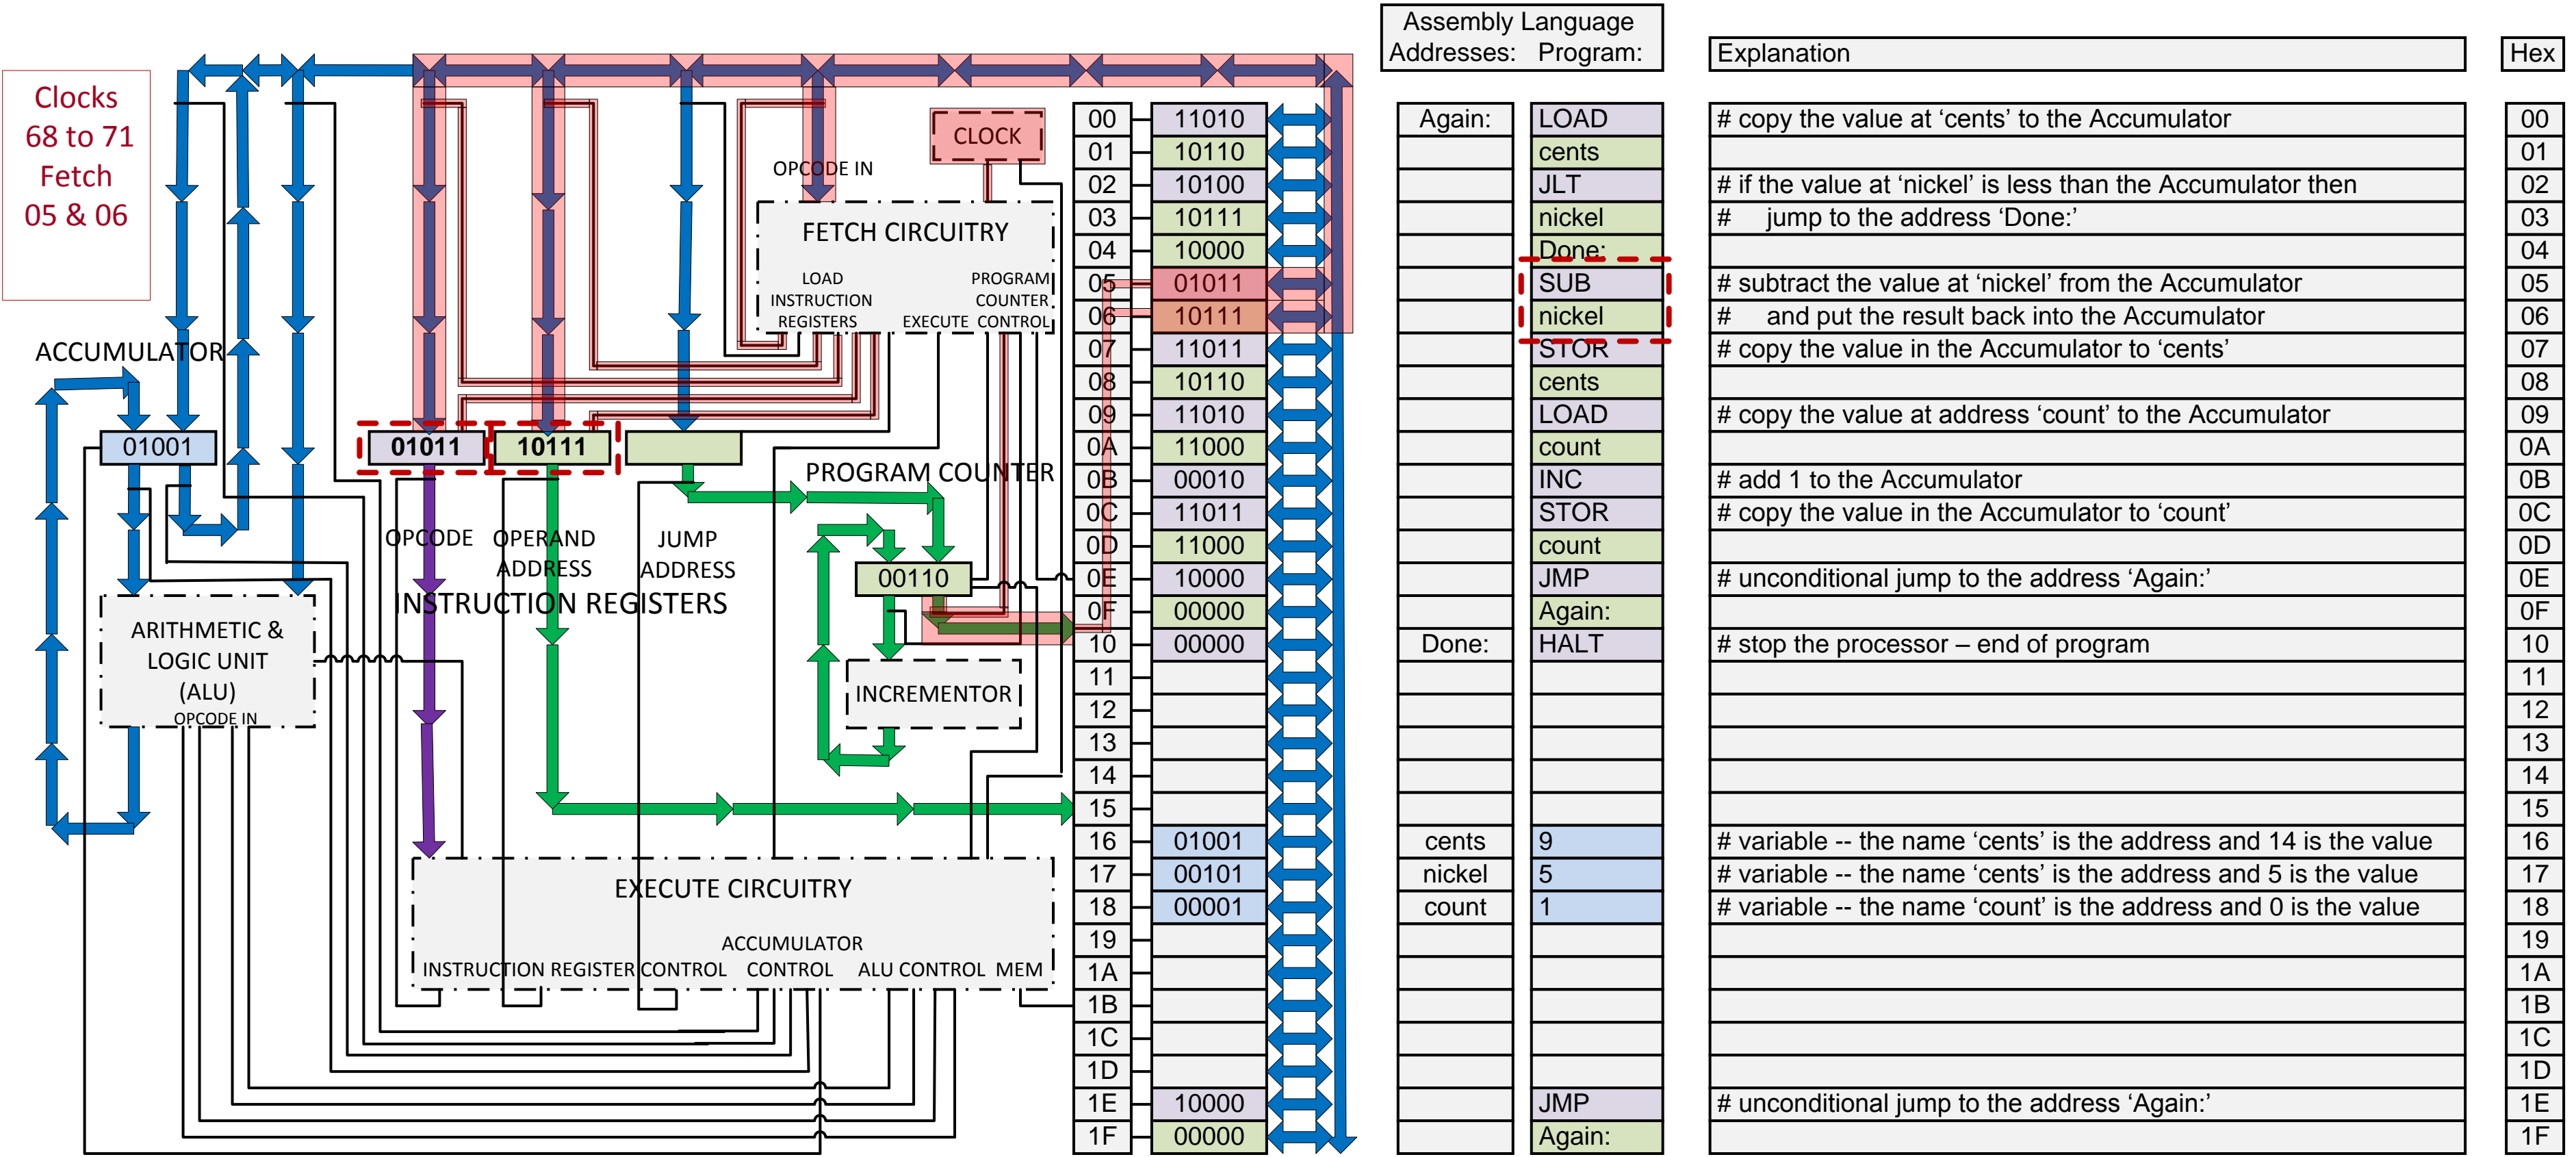 Clocks
68 to 71
Fetch
05 & 06
CLOCK
OPCODE IN
FETCH CIRCUITRY
LOAD
INSTRUCTION
REGISTERS
EXECUTE
PROGRAM
COUNTER
CONTROL
ACCUMULATOR
01001
01011
10111
PROGRAM COUNTER
OPCODE
OPERAND
ADDRESS
JUMP
ADDRESS
INSTRUCTION REGISTERS
00110
INCREMENTOR
ARITHMETIC &
LOGIC UNIT
(ALU)
OPCODE IN
EXECUTE CIRCUITRY
INSTRUCTION REGISTER CONTROL
ACCUMULATOR
CONTROL
ALU CONTROL
MEM
Assembly Language
Addresses: Program:
Explanation
Hex
00 11010 Again: LOAD # copy the value at ‘cents’ to the Accumulator 00
01 10110 cents 01
02 10100 JLT # if the value at ‘nickel’ is less than the Accumulator then 02
03 10111 nickel # jump to the address ‘Done:’ 03
04 10000 Done: 04
05 01011 SUB # subtract the value at ‘nickel’ from the Accumulator 05
06 10111 nickel # and put the result back into the Accumulator 06
07 11011 STOR # copy the value in the Accumulator to ‘cents’ 07
08 10110 cents 08
09 11010 LOAD # copy the value at address ‘count’ to the Accumulator 09
0A 11000 count 0A
0B 00010 INC # add 1 to the Accumulator 0B
0C 11011 STOR # copy the value in the Accumulator to ‘count’ 0C
0D 11000 count 0D
0E 10000 JMP # unconditional jump to the address ‘Again:’ 0E
0F 00000 Again: 0F
10 00000 Done: HALT # stop the processor – end of program 10
11 11
12 12
13 13
14 14
15 15
16 01001 cents 9 # variable -- the name ‘cents’ is the address and 14 is the value 16
17 00101 nickel 5 # variable -- the name ‘cents’ is the address and 5 is the value 17
18 00001 count 1 # variable -- the name ‘count’ is the address and 0 is the value 18
19 19
1A 1A
1B 1B
1C 1C
1D 1D
1E 10000 JMP # unconditional jump to the address ‘Again:’ 1E
1F 00000 Again: 1F